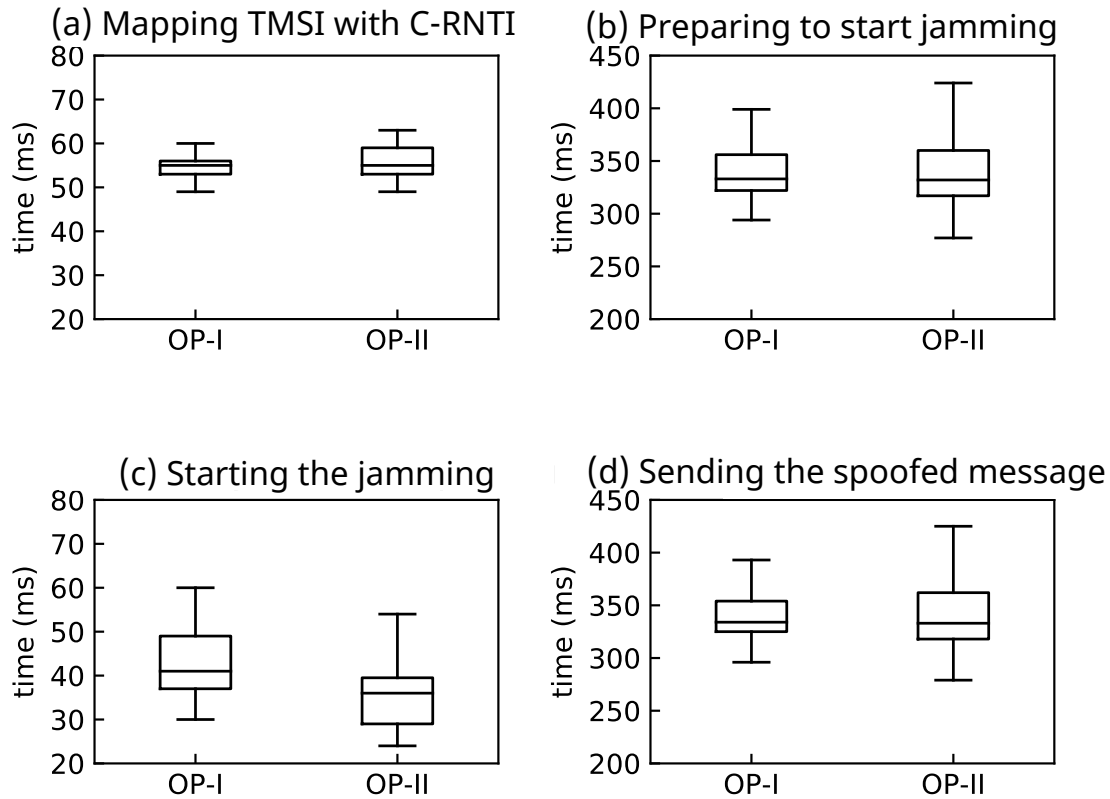 (a) Mapping TMSI with C-RNTI
80
70
60
50
40
30
20
time (ms)
OP-I OP-II
(b) Preparing to start jamming
450
400
350
300
250
200
time (ms)
OP-I OP-II
(c) Starting the jamming
80
70
60
50
40
30
20
time (ms)
OP-I OP-II
(d) Sending the spoofed message
450
400
350
300
250
200
time (ms)
OP-I OP-II